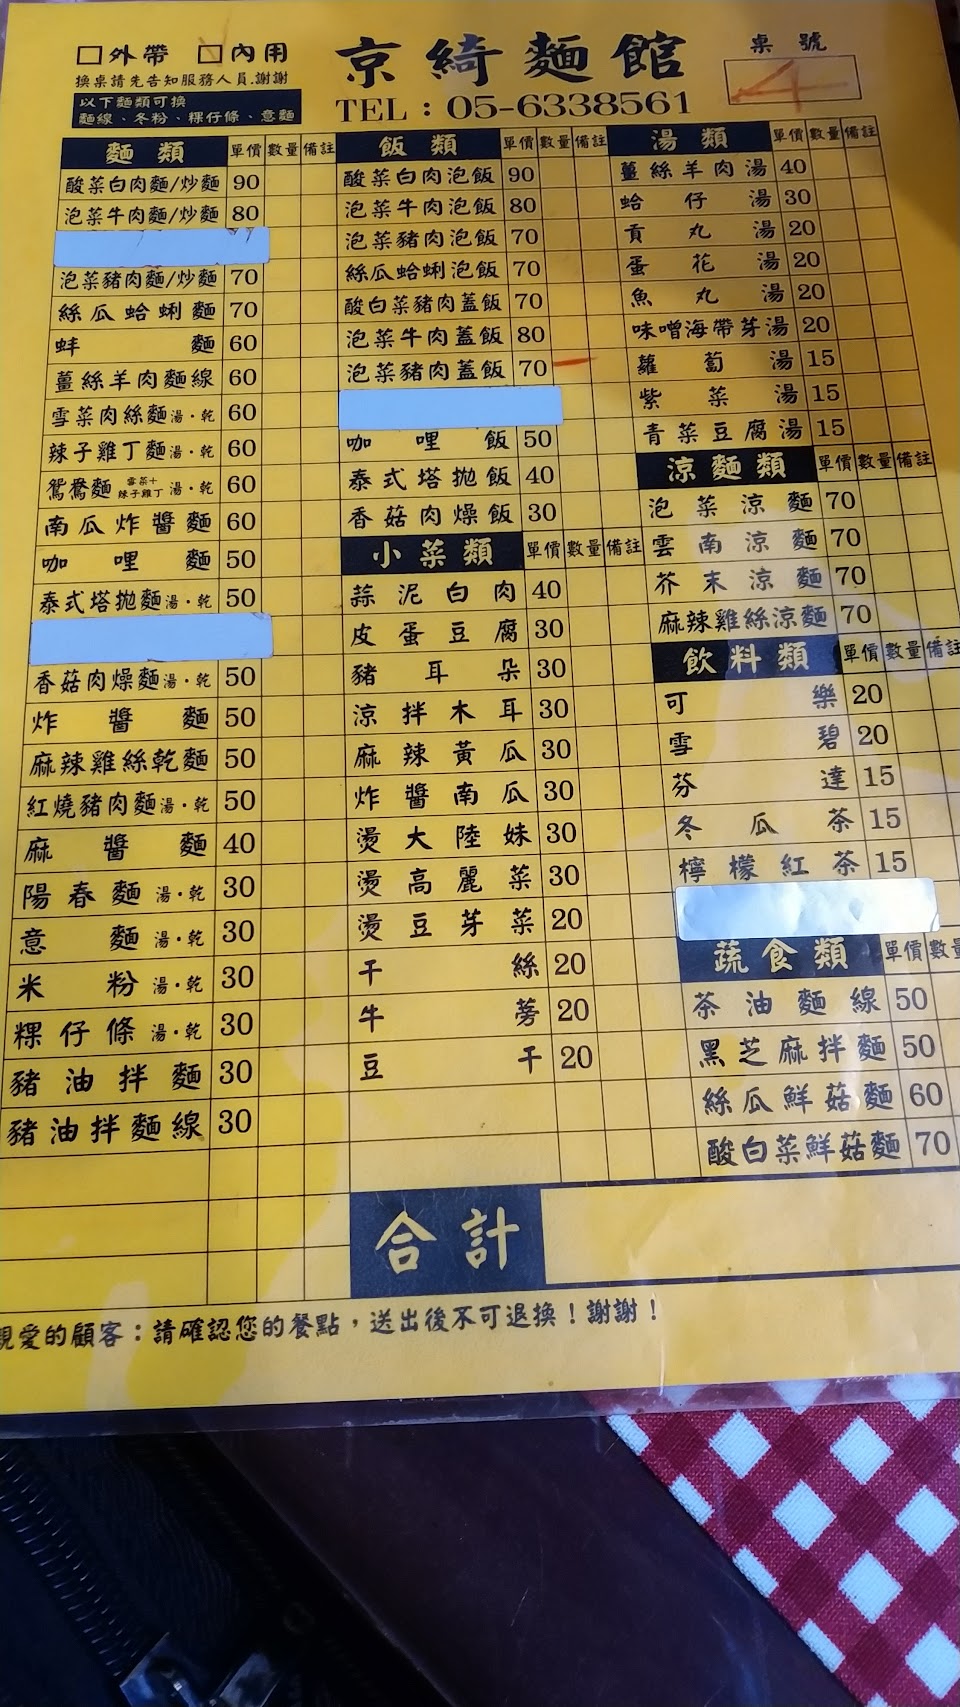 □外帶 □內用
換桌請先告知服務人員.謝謝
以下麵類可換
麵線、冬粉、粿仔條、意麵
京綺麵館
TEL：05-6338561
桌號
4
麵類 單價 數量 備註
酸菜白肉麵/炒麵 90
泡菜牛肉麵/炒麵 80
泡菜豬肉麵/炒麵 70
絲瓜蛤蜊麵 70
蚌麵 60
薑絲羊肉麵線 60
雪菜肉絲麵湯·乾 60
辣子雞丁麵湯·乾 60
鴛鴦麵 雪菜+辣子雞丁 湯·乾 60
南瓜炸醬麵 60
咖哩麵 50
泰式塔拋麵湯·乾 50
香菇肉燥麵湯·乾 50
炸醬麵 50
麻辣雞絲乾麵 50
紅燒豬肉麵湯·乾 50
麻醬麵 40
陽春麵 湯·乾 30
意麵 湯·乾 30
米粉 湯·乾 30
粿仔條 湯·乾 30
豬油拌麵 30
豬油拌麵線 30
飯類 單價 數量 備註
酸菜白肉泡飯 90
泡菜牛肉泡飯 80
泡菜豬肉泡飯 70
絲瓜蛤蜊泡飯 70
酸白菜豬肉蓋飯 70
泡菜牛肉蓋飯 80
泡菜豬肉蓋飯 70
咖哩飯 50
泰式塔拋飯 40
香菇肉燥飯 30
小菜類 單價 數量 備註
蒜泥白肉 40
皮蛋豆腐 30
豬耳朵 30
涼拌木耳 30
麻辣黃瓜 30
炸醬南瓜 30
燙大陸妹 30
燙高麗菜 30
燙豆芽菜 20
干絲 20
牛蒡 20
豆干 20
湯類 單價 數量 備註
薑絲羊肉湯 40
蛤仔湯 30
貢丸湯 20
蛋花湯 20
魚丸湯 20
味噌海帶芽湯 20
蘿蔔湯 15
紫菜湯 15
青菜豆腐湯 15
涼麵類 單價 數量 備註
泡菜涼麵 70
雲南涼麵 70
芥末涼麵 70
麻辣雞絲涼麵 70
飲料類 單價 數量 備註
可樂 20
雪碧 20
芬達 15
冬瓜茶 15
檸檬紅茶 15
蔬食類 單價 數量
茶油麵線 50
黑芝麻拌麵 50
絲瓜鮮菇麵 60
酸白菜鮮菇麵 70
合計
親愛的顧客：請確認您的餐點，送出後不可退換！謝謝！